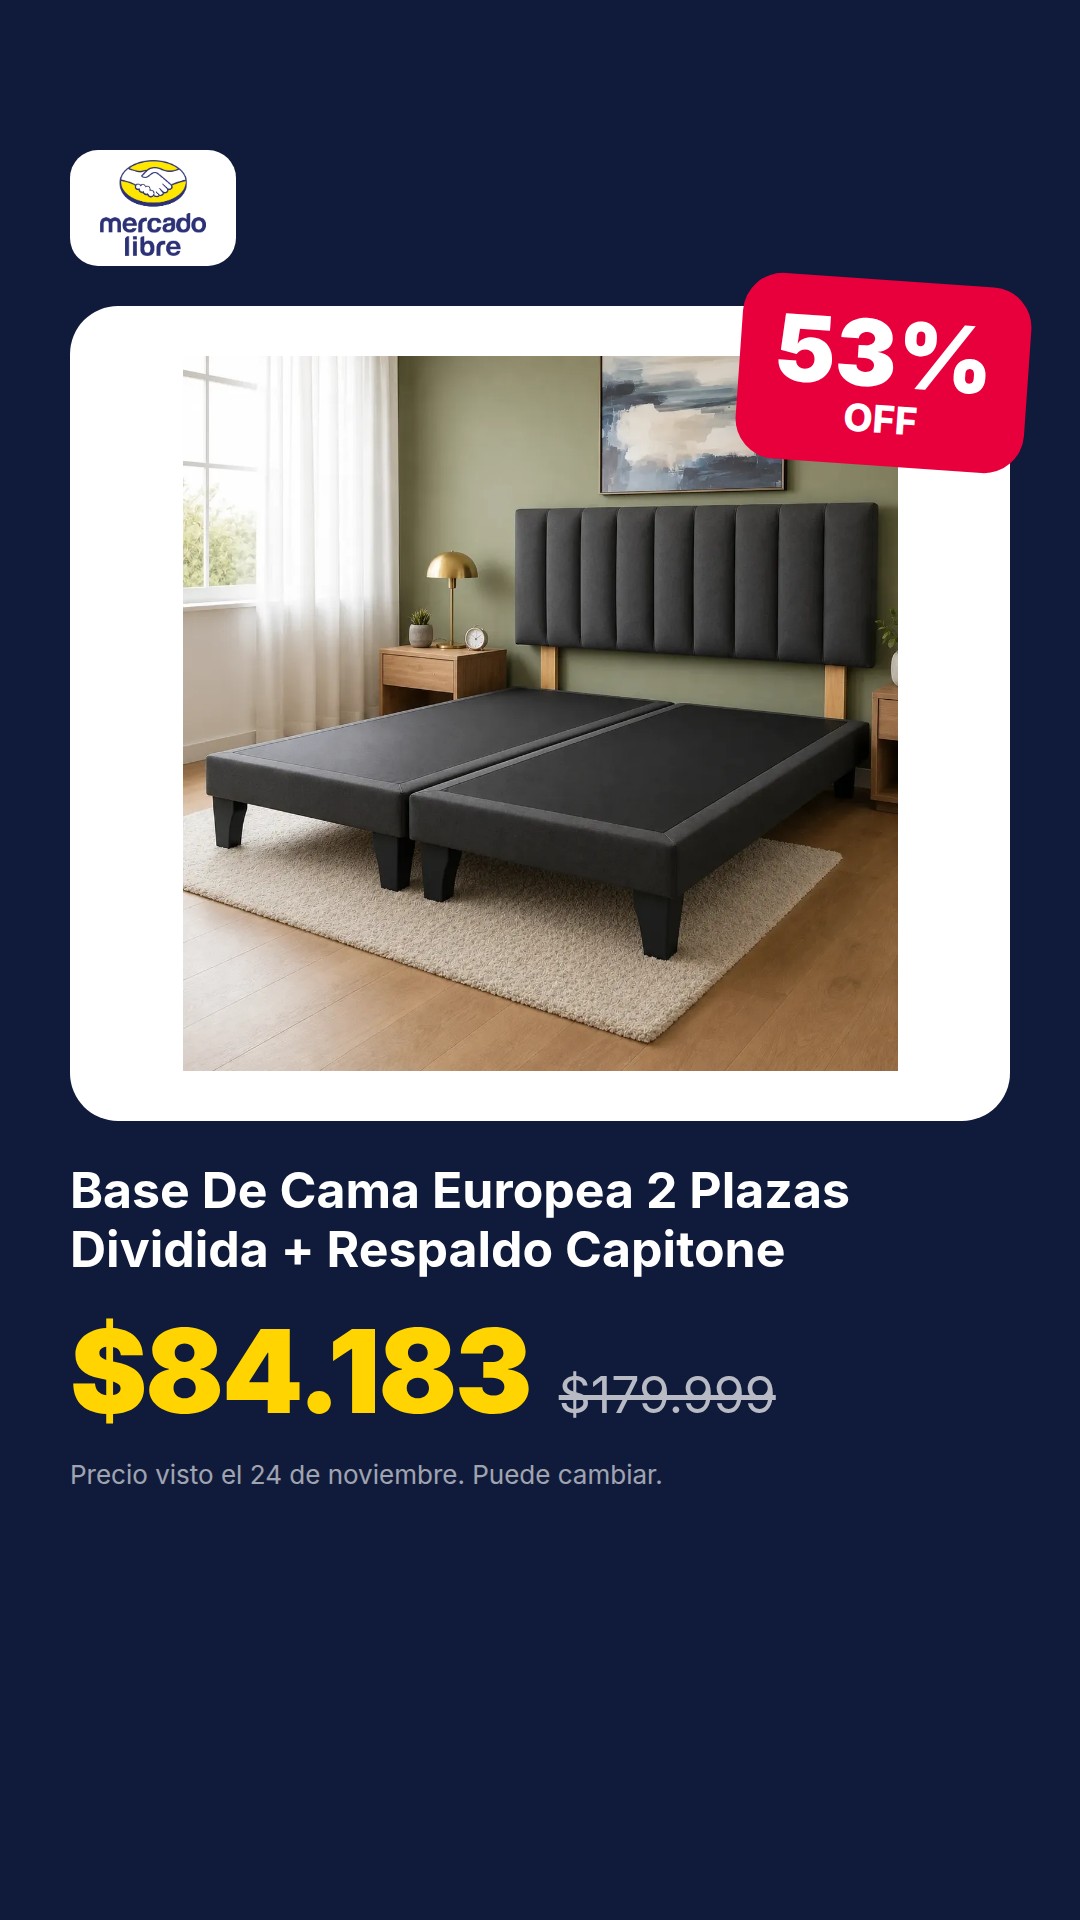 mercado
libre
53%
OFF
Base De Cama Europea 2 Plazas
Dividida + Respaldo Capitone
$84.183 $179.999
Precio visto el 24 de noviembre. Puede cambiar.